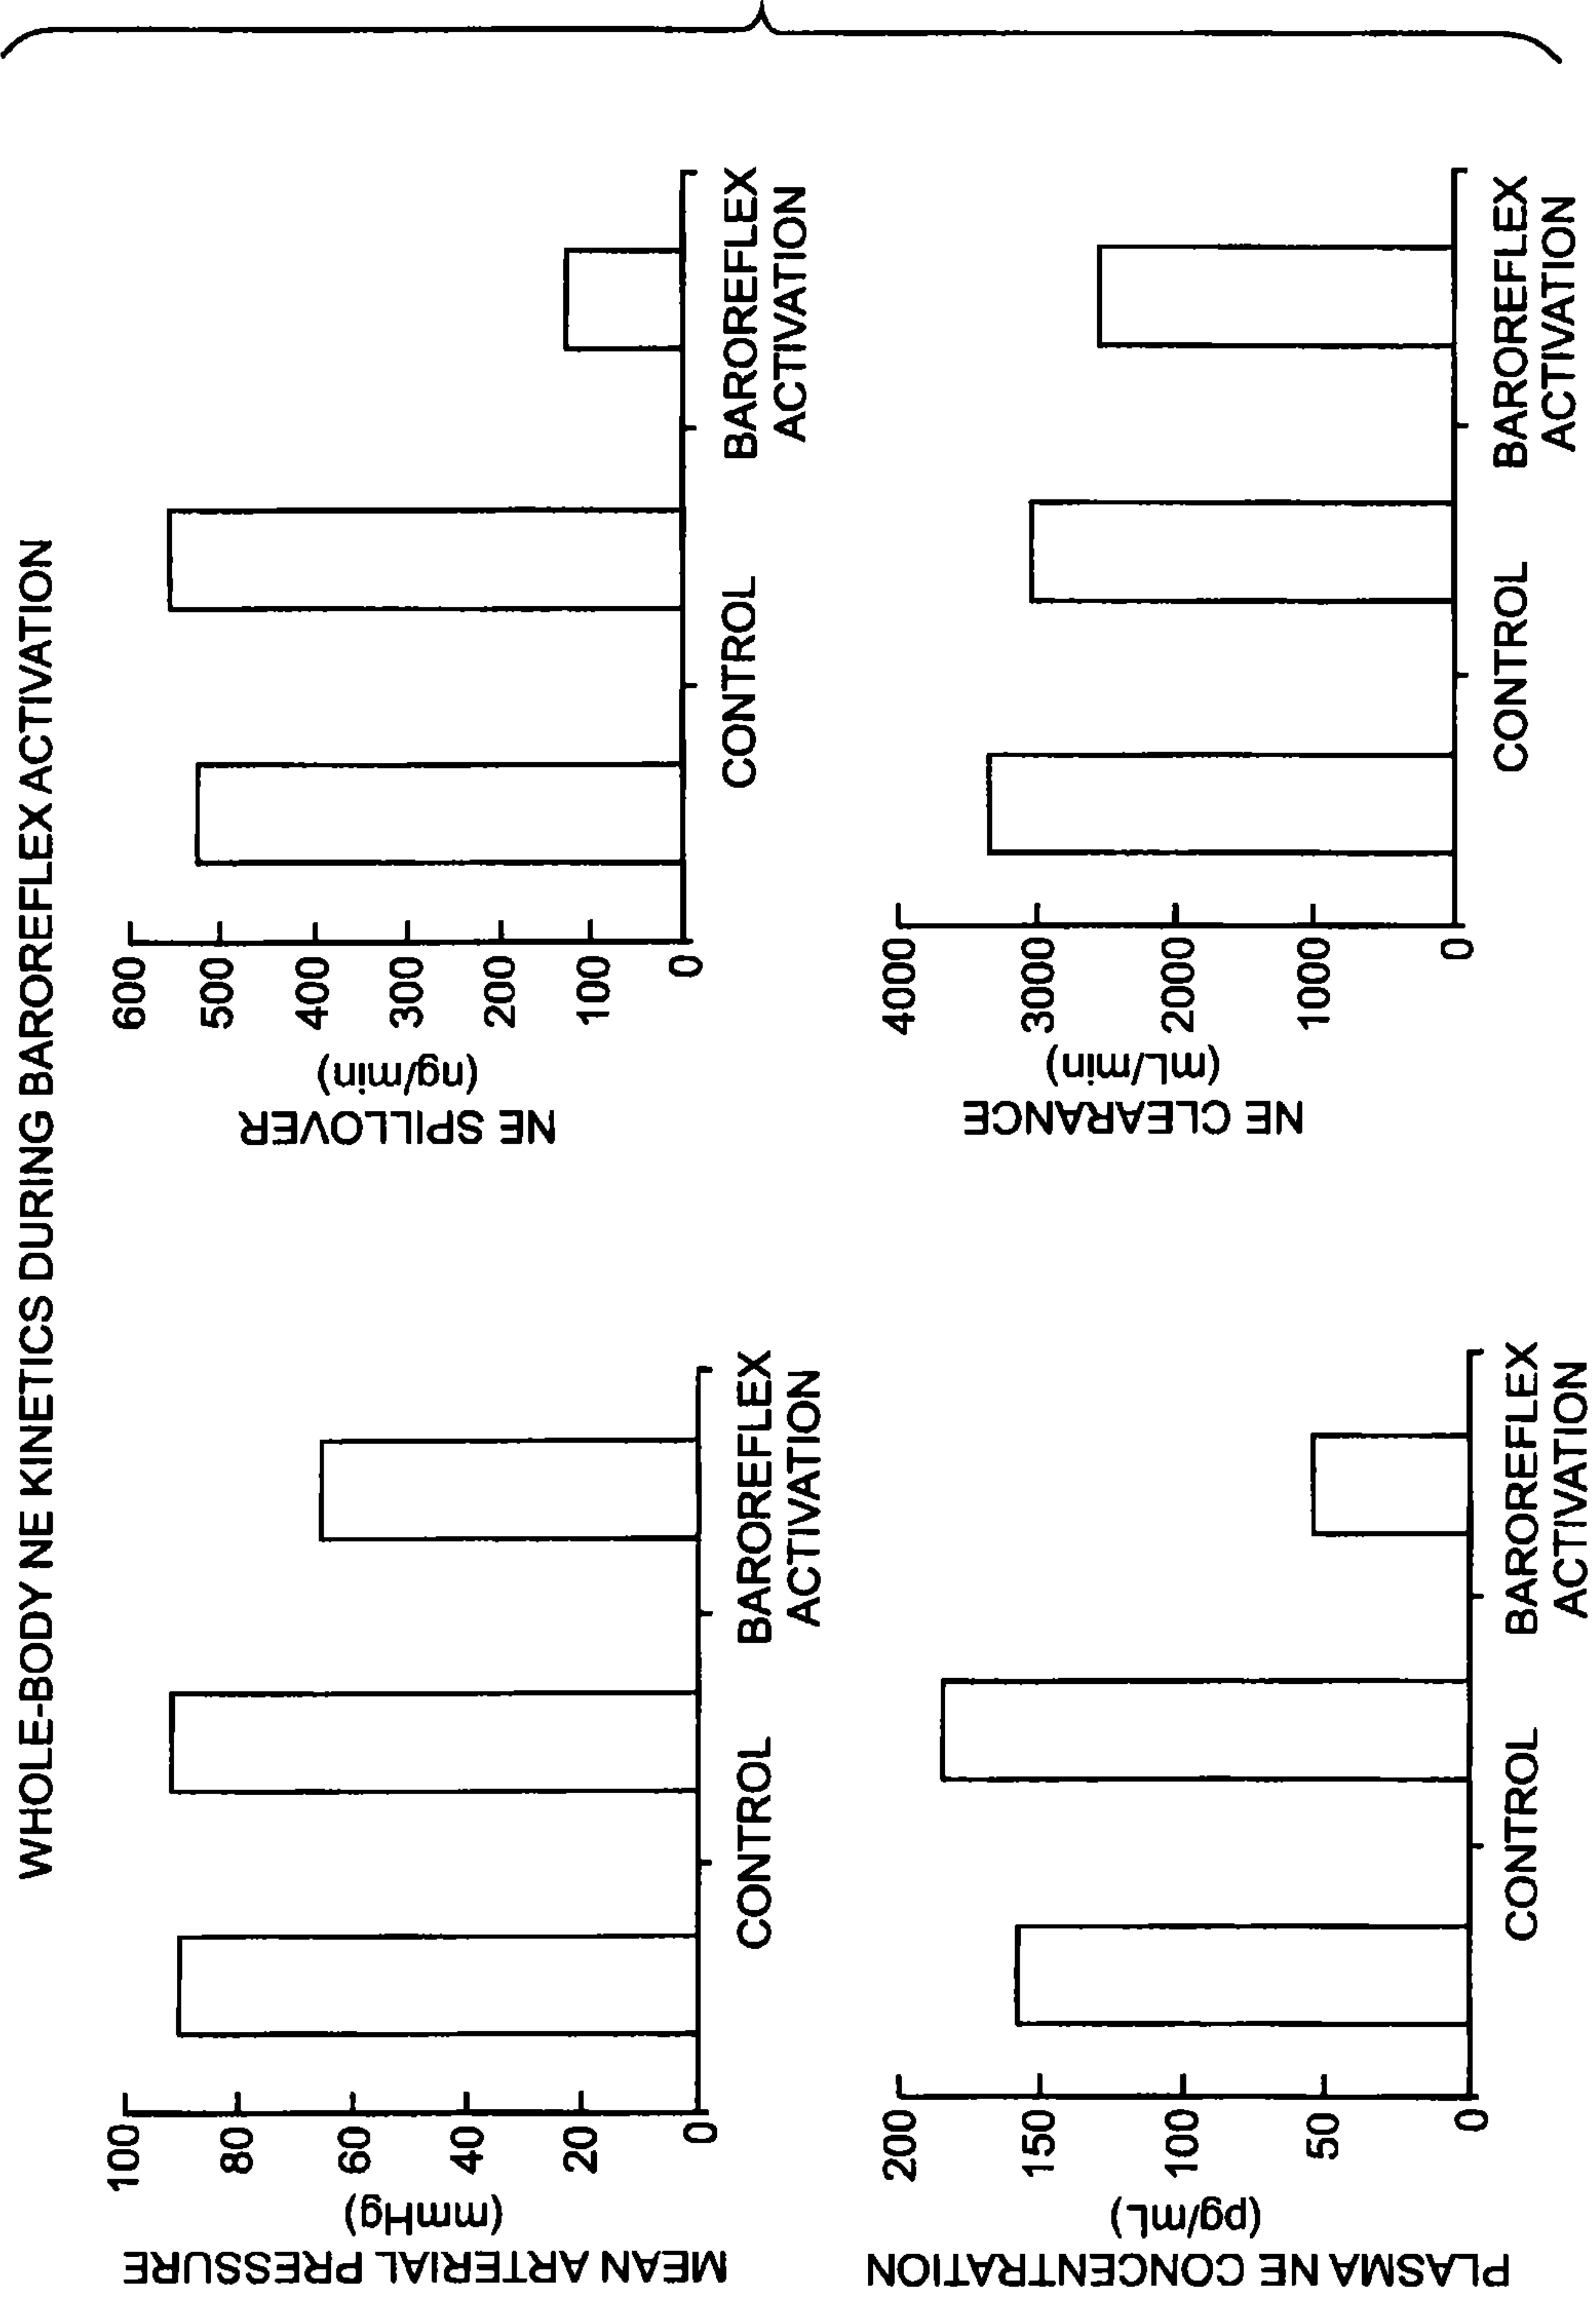 WHOLE-BODY NE KINETICS DURING BAROREFLEX ACTIVATION
MEAN ARTERIAL PRESSURE
(mmHg)
100
80
60
40
20
0
CONTROL
BAROREFLEX
ACTIVATION
NE SPILLOVER
(ng/min)
600
500
400
300
200
100
0
CONTROL
BAROREFLEX
ACTIVATION
PLASMA NE CONCENTRATION
(pg/mL)
200
150
100
50
0
CONTROL
BAROREFLEX
ACTIVATION
NE CLEARANCE
(mL/min)
4000
3000
2000
1000
0
CONTROL
BAROREFLEX
ACTIVATION